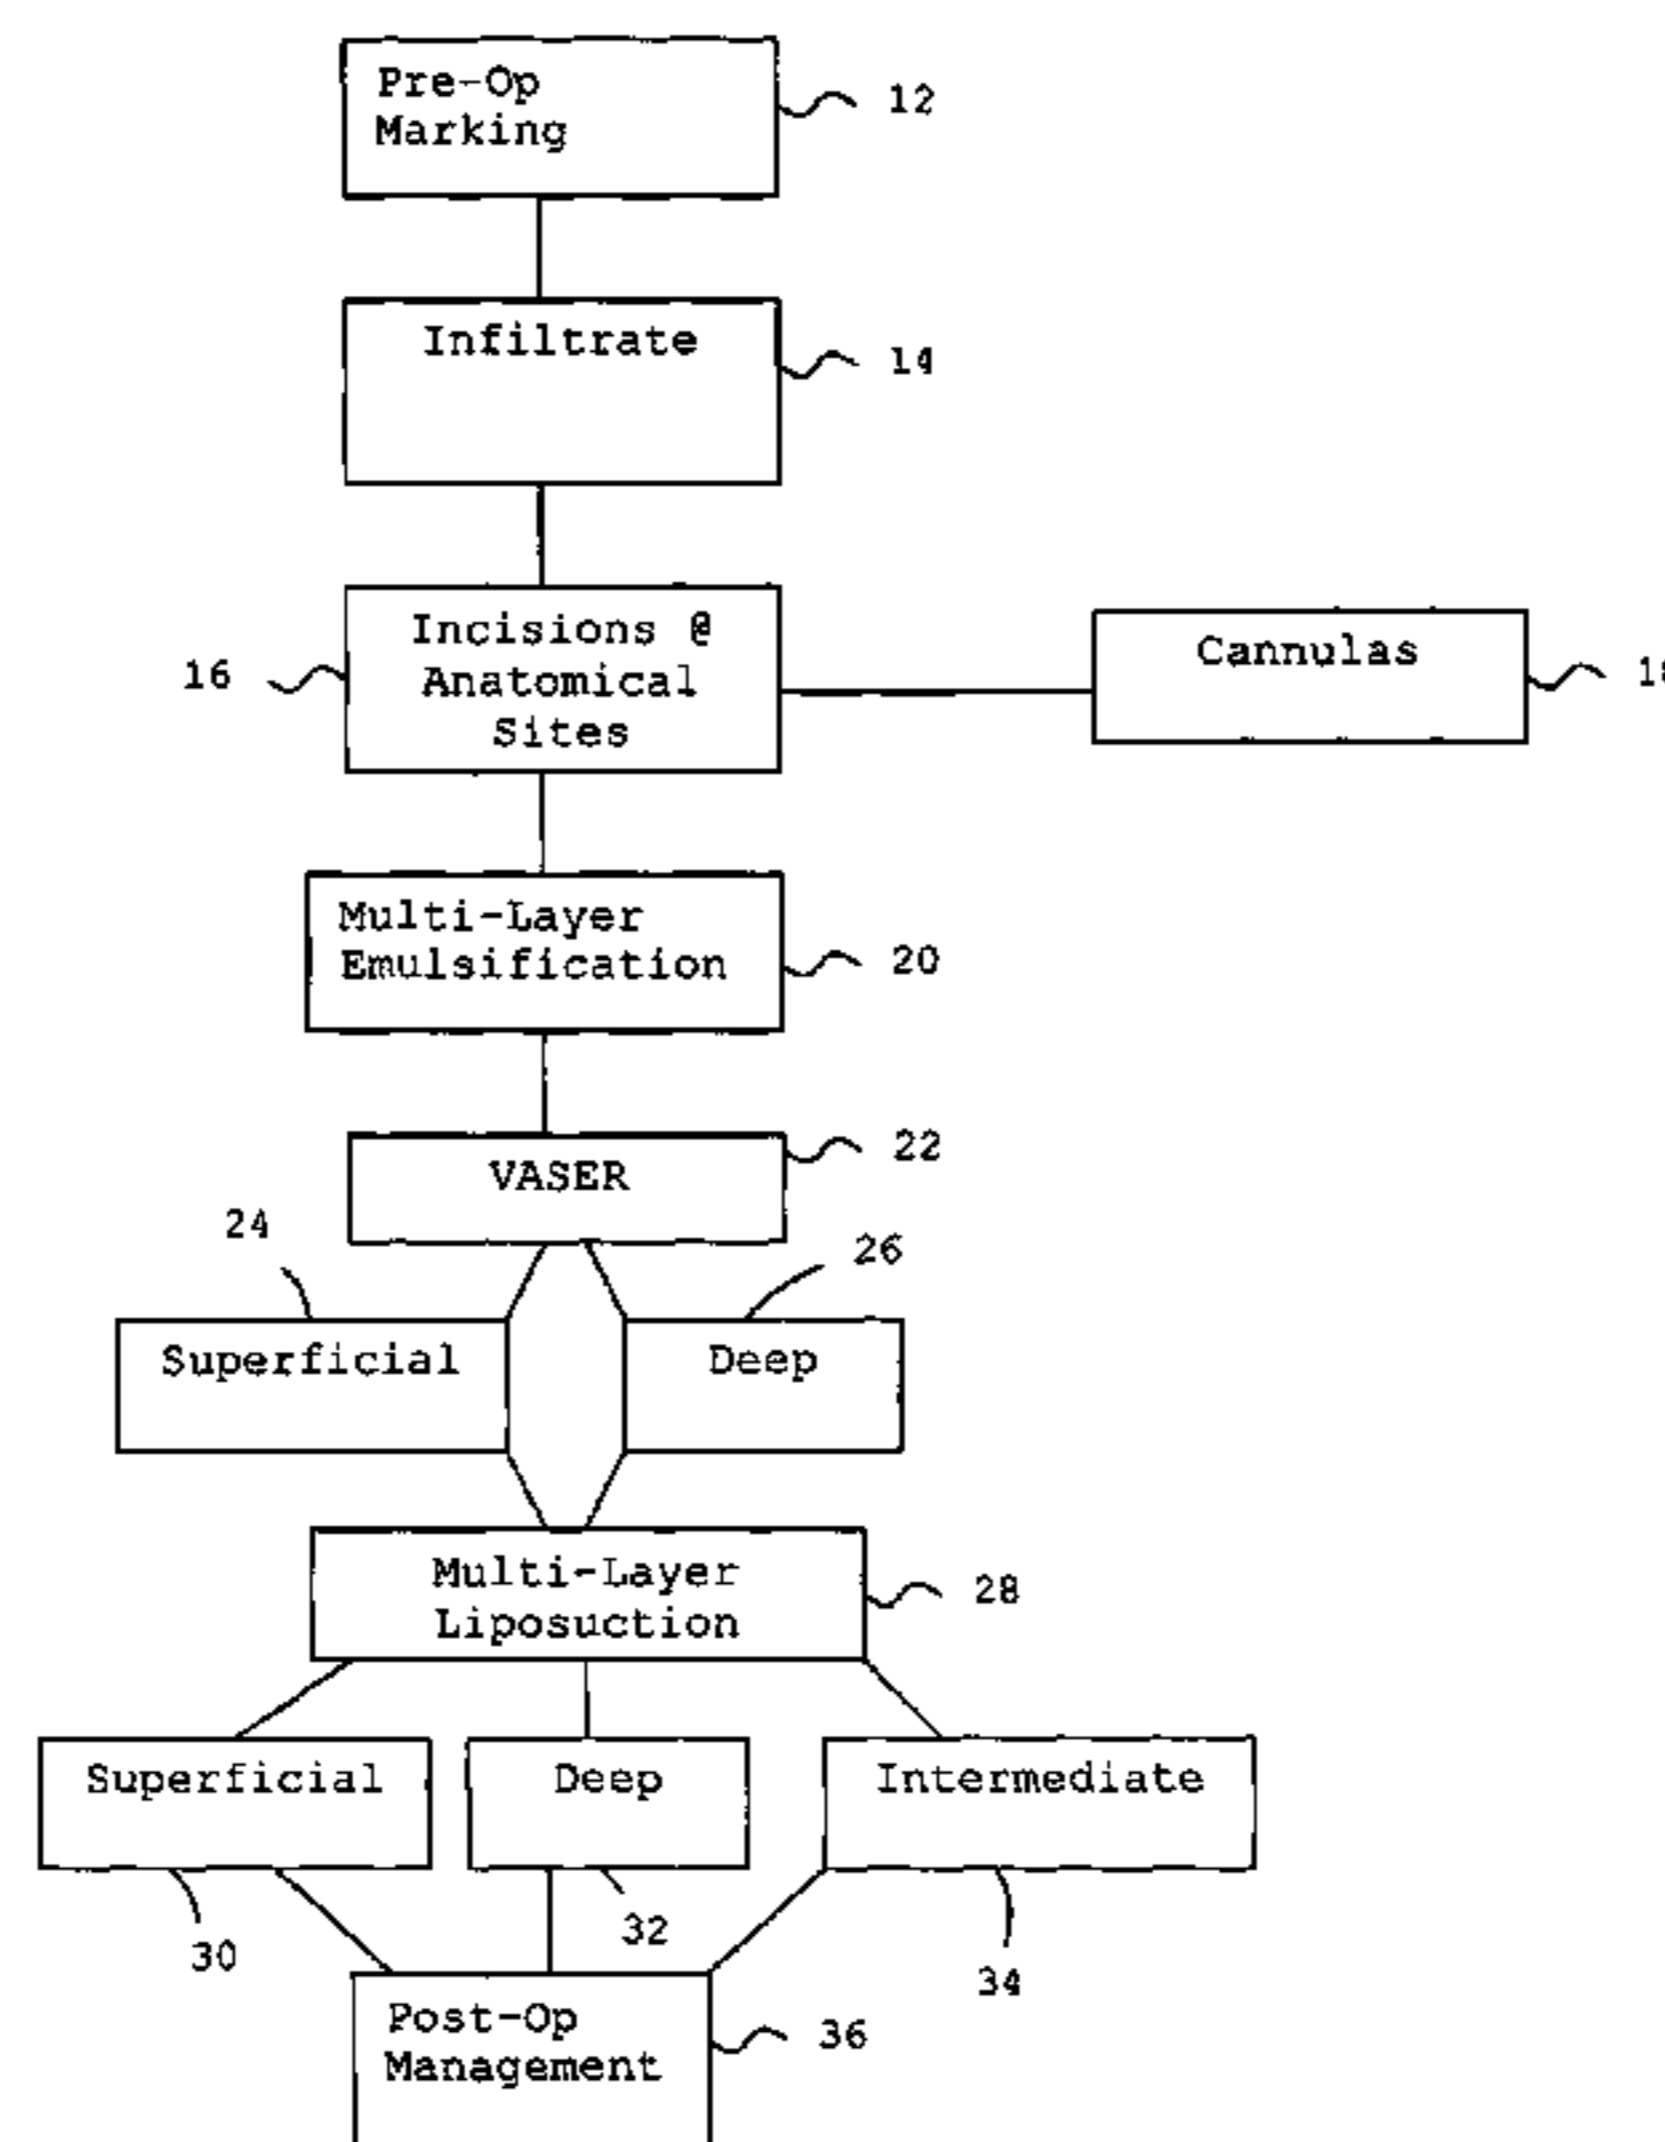 Pre-Op
Marking
12
Infiltrate
14
Incisions @
Anatomical
Sites
16
Cannulas
Multi-Layer
Emulsification
20
VASER
22
24
26
Superficial
Deep
Multi-Layer
Liposuction
28
Superficial
Deep
Intermediate
30
32
34
Post-Op
Management
36